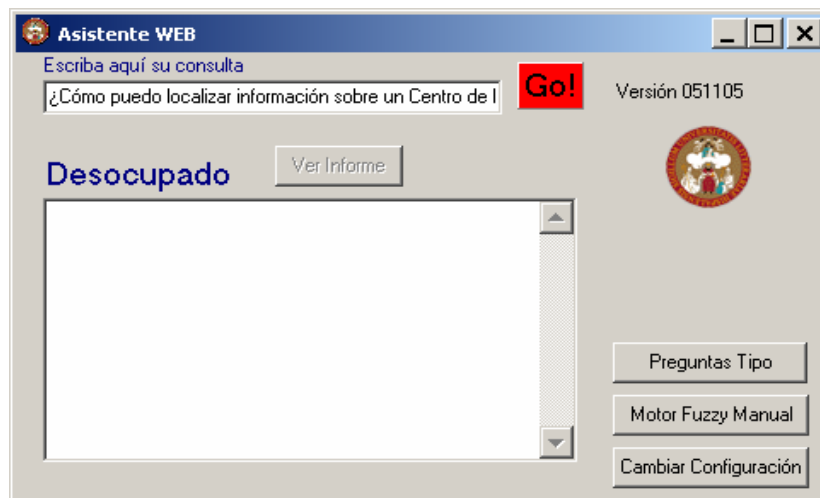 Asistente WEB
Escriba aquí su consulta
¿Cómo puedo localizar información sobre un Centro de I
Go!
Versión 051105
Desocupado
Ver Informe
Preguntas Tipo
Motor Fuzzy Manual
Cambiar Configuración